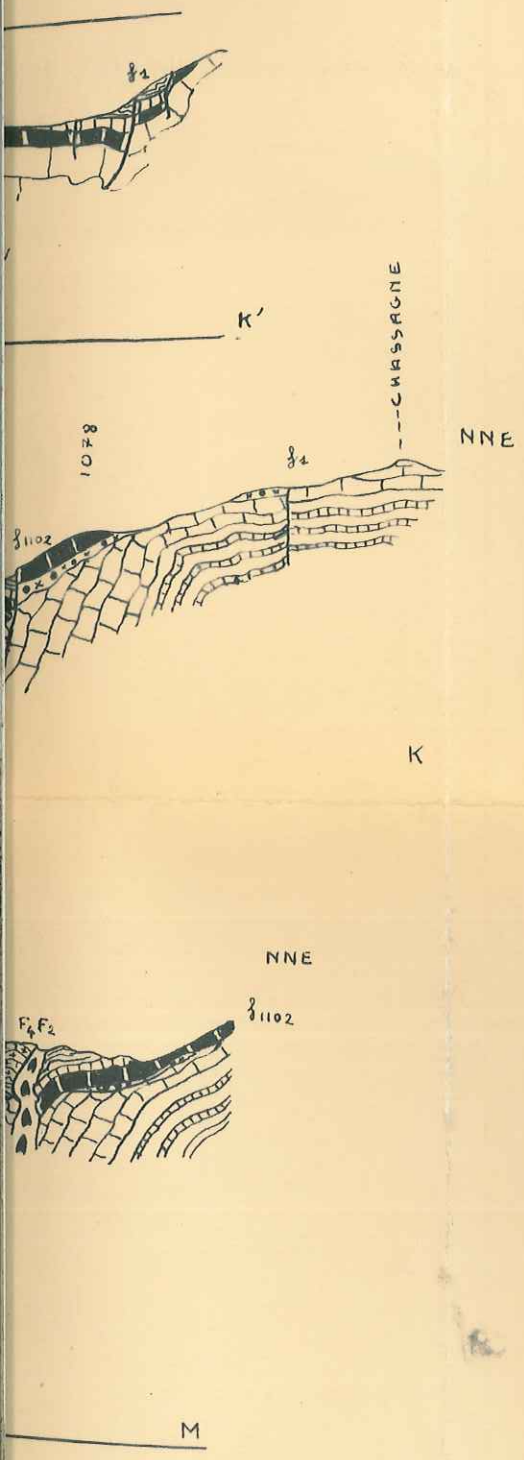 f1
K'
---CHASSAGNE
1078
NNE
f1
f1102
K
NNE
F4 F2
f1102
M